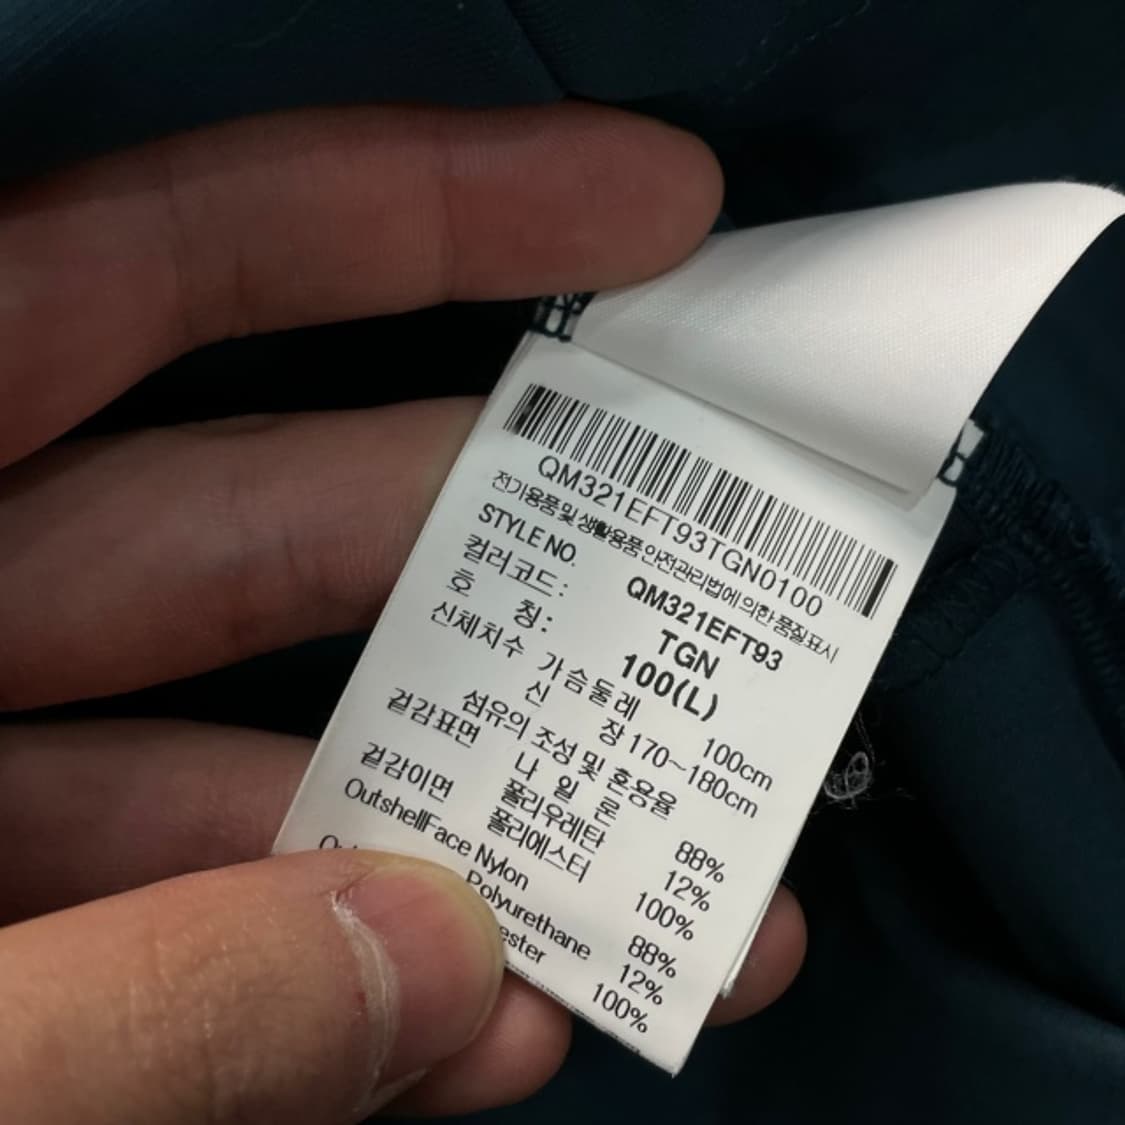 QM321EFT93TGN0100
전기용품 및 생활용품 안전관리법에 의한 품질표시
STYLE NO. QM321EFT93
컬러코드: TGN
호 칭: 100(L)
신체치수 가슴둘레 100cm
신 장 170~180cm
섬유의 조성 및 혼용율
겉감표면 나 일 론 88%
폴리우레탄 12%
겉감이면 폴리에스터 100%
OutshellFace Nylon 88%
Polyurethane 12%
100%